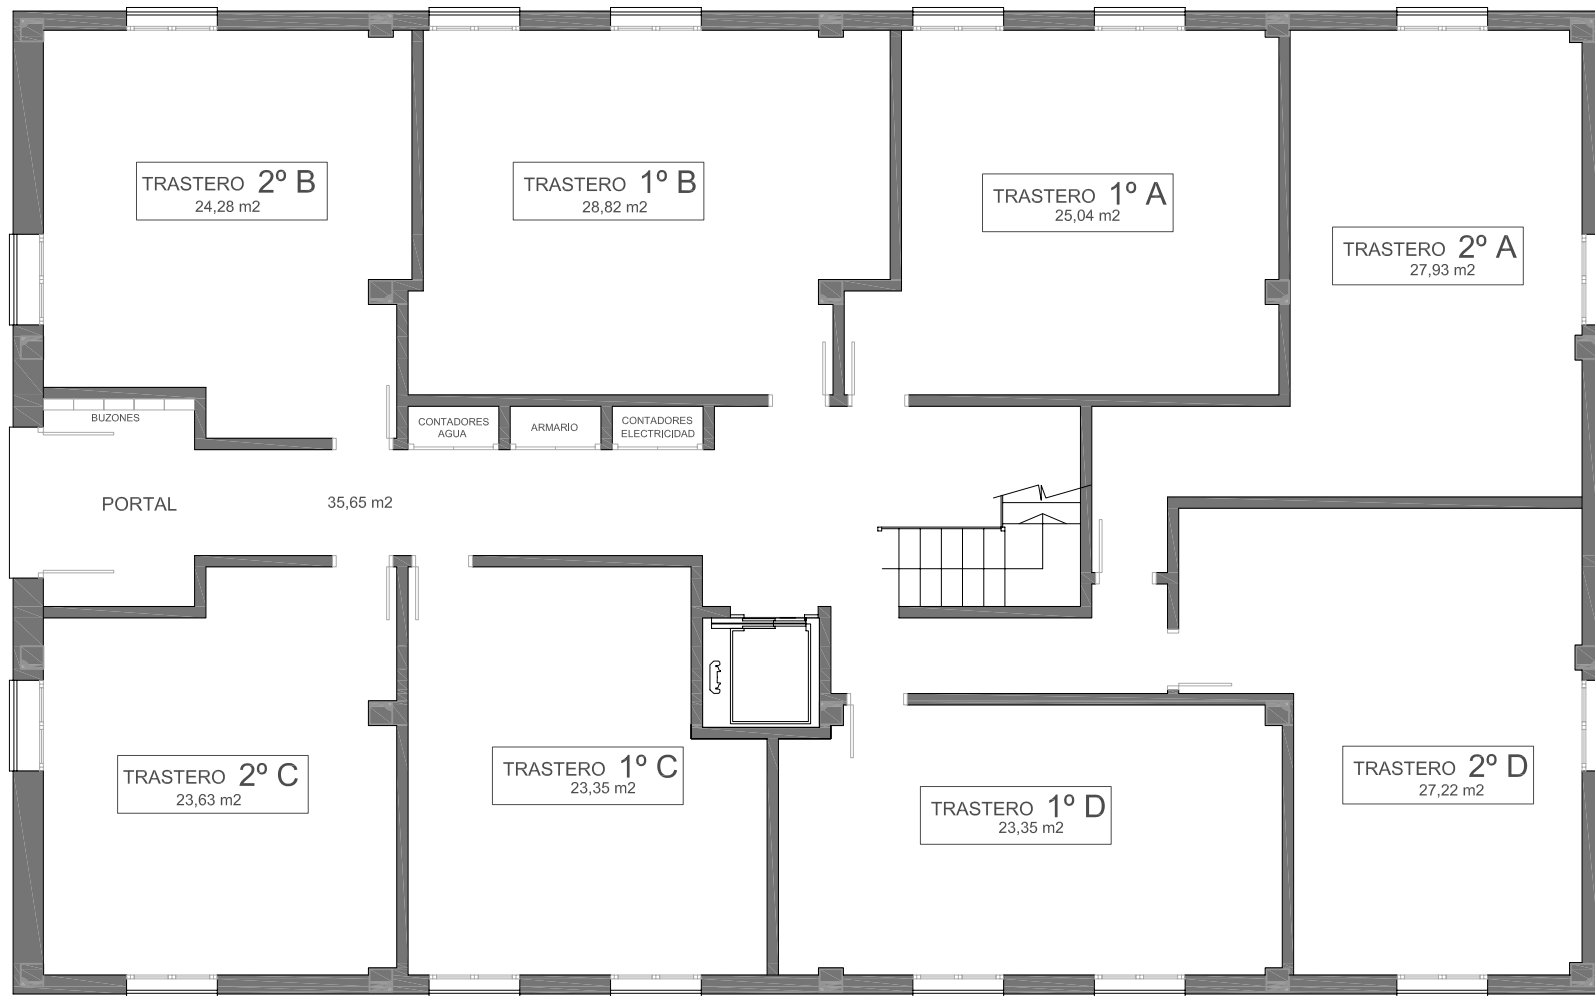 TRASTERO 2º B
24,28 m2
TRASTERO 1º B
28,82 m2
TRASTERO 1º A
25,04 m2
TRASTERO 2º A
27,93 m2
BUZONES
CONTADORES
AGUA
ARMARIO
CONTADORES
ELECTRICIDAD
PORTAL
35,65 m2
TRASTERO 2º C
23,63 m2
TRASTERO 1º C
23,35 m2
TRASTERO 1º D
23,35 m2
TRASTERO 2º D
27,22 m2